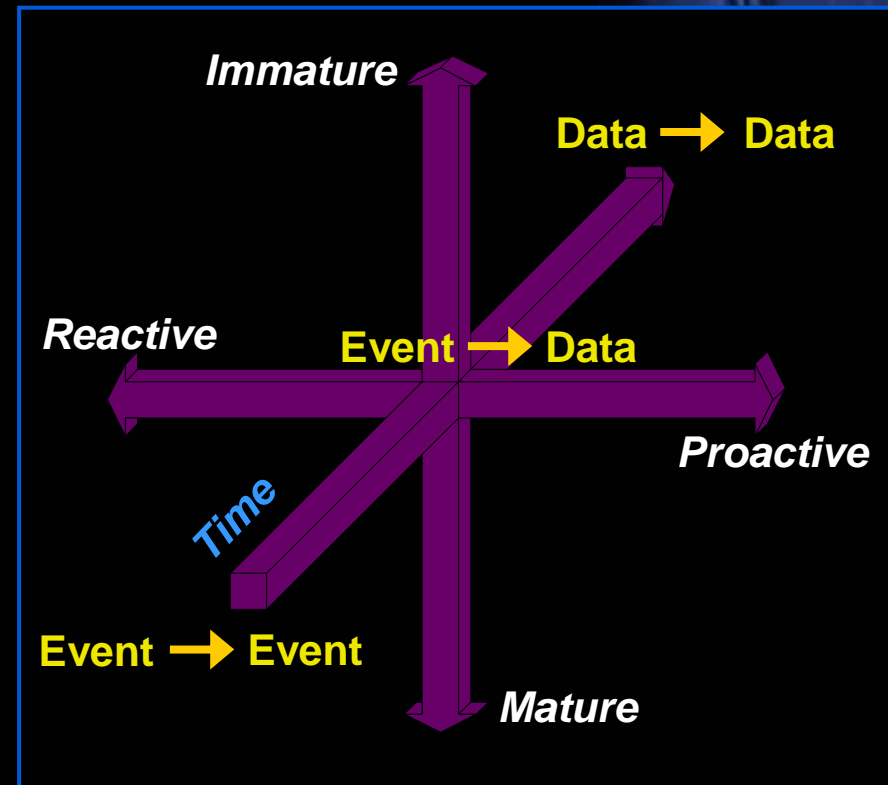 Immature
Data → Data
Reactive
Event → Data
Proactive
Time
Event → Event
Mature